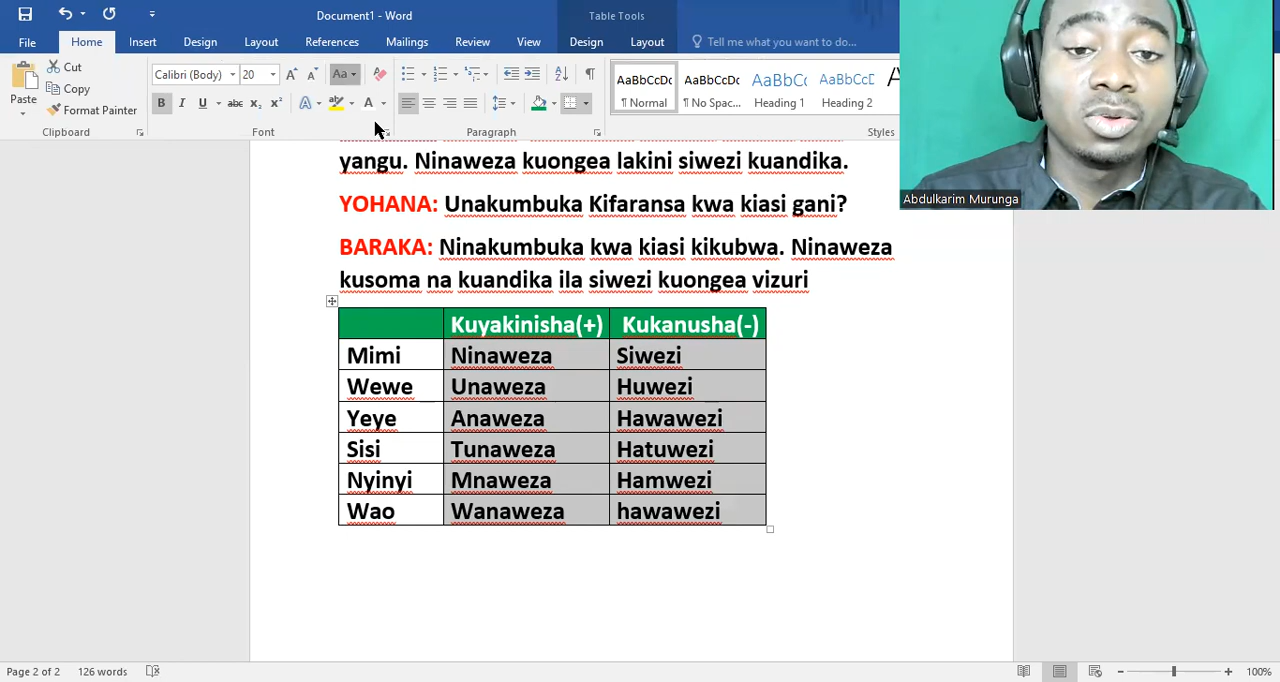 Document1 - Word
Table Tools
File Home Insert Design Layout References Mailings Review View Design Layout Tell me what you want to do...
Cut
Copy
Format Painter
Paste
Calibri (Body) 20
Aa
AaBbCcDc AaBbCcDc AaBbCc AaBbCcD
¶ Normal ¶ No Spac... Heading 1 Heading 2
Clipboard Font Paragraph Styles
Abdulkarim Murunga
yangu. Ninaweza kuongea lakini siwezi kuandika.
YOHANA: Unakumbuka Kifaransa kwa kiasi gani?
BARAKA: Ninakumbuka kwa kiasi kikubwa. Ninaweza
kusoma na kuandika ila siwezi kuongea vizuri
Kuyakinisha(+) Kukanusha(-)
Mimi Ninaweza Siwezi
Wewe Unaweza Huwezi
Yeye Anaweza Hawawezi
Sisi Tunaweza Hatuwezi
Nyinyi Mnaweza Hamwezi
Wao Wanaweza hawawezi
Page 2 of 2 126 words 100%